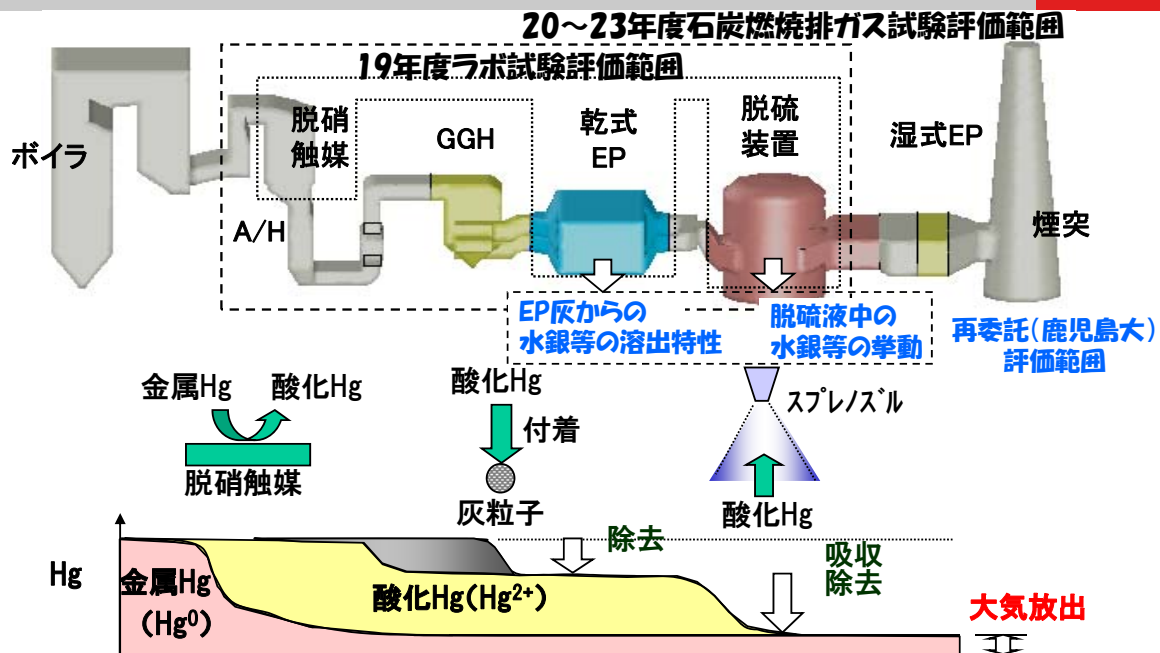 20~23年度石炭燃焼排ガス試験評価範囲
19年度ラボ試験評価範囲
ボイラ
脱硝
触媒
GGH
乾式
EP
脱硫
装置
湿式EP
A/H
煙突
EP灰からの
水銀等の溶出特性
脱硫液中の
水銀等の挙動
再委託(鹿児島大)
評価範囲
金属Hg
酸化Hg
脱硝触媒
酸化Hg
付着
灰粒子
スプレノズル
酸化Hg
Hg
金属Hg
(Hg⁰)
酸化Hg(Hg²⁺)
除去
吸収
除去
大気放出